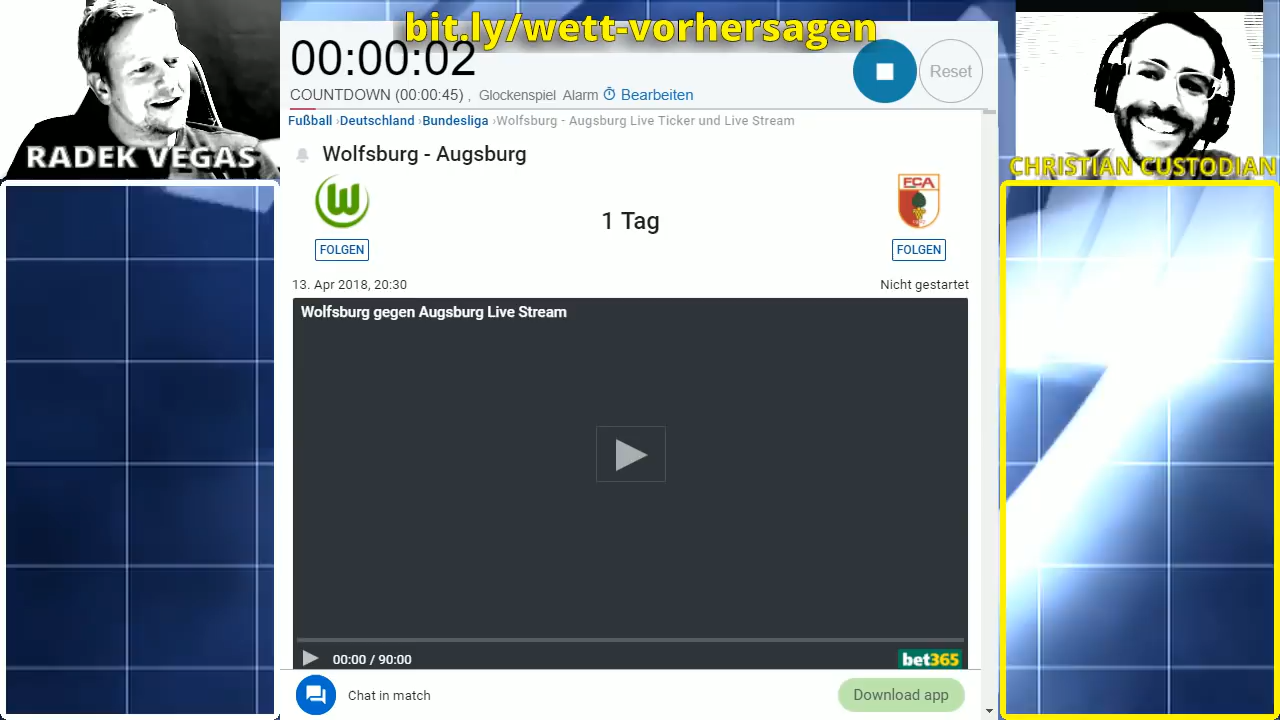 bit.ly/wett-vorhersagen
00:00:02
Reset
COUNTDOWN (00:00:45) , Glockenspiel Alarm Bearbeiten
Fußball ›Deutschland ›Bundesliga ›Wolfsburg - Augsburg Live Ticker und Live Stream
RADEK VEGAS
CHRISTIAN CUSTODIAN
Wolfsburg - Augsburg
W
FCA
1 Tag
FOLGEN
FOLGEN
13. Apr 2018, 20:30
Nicht gestartet
Wolfsburg gegen Augsburg Live Stream
00:00 / 90:00
bet365
Chat in match
Download app